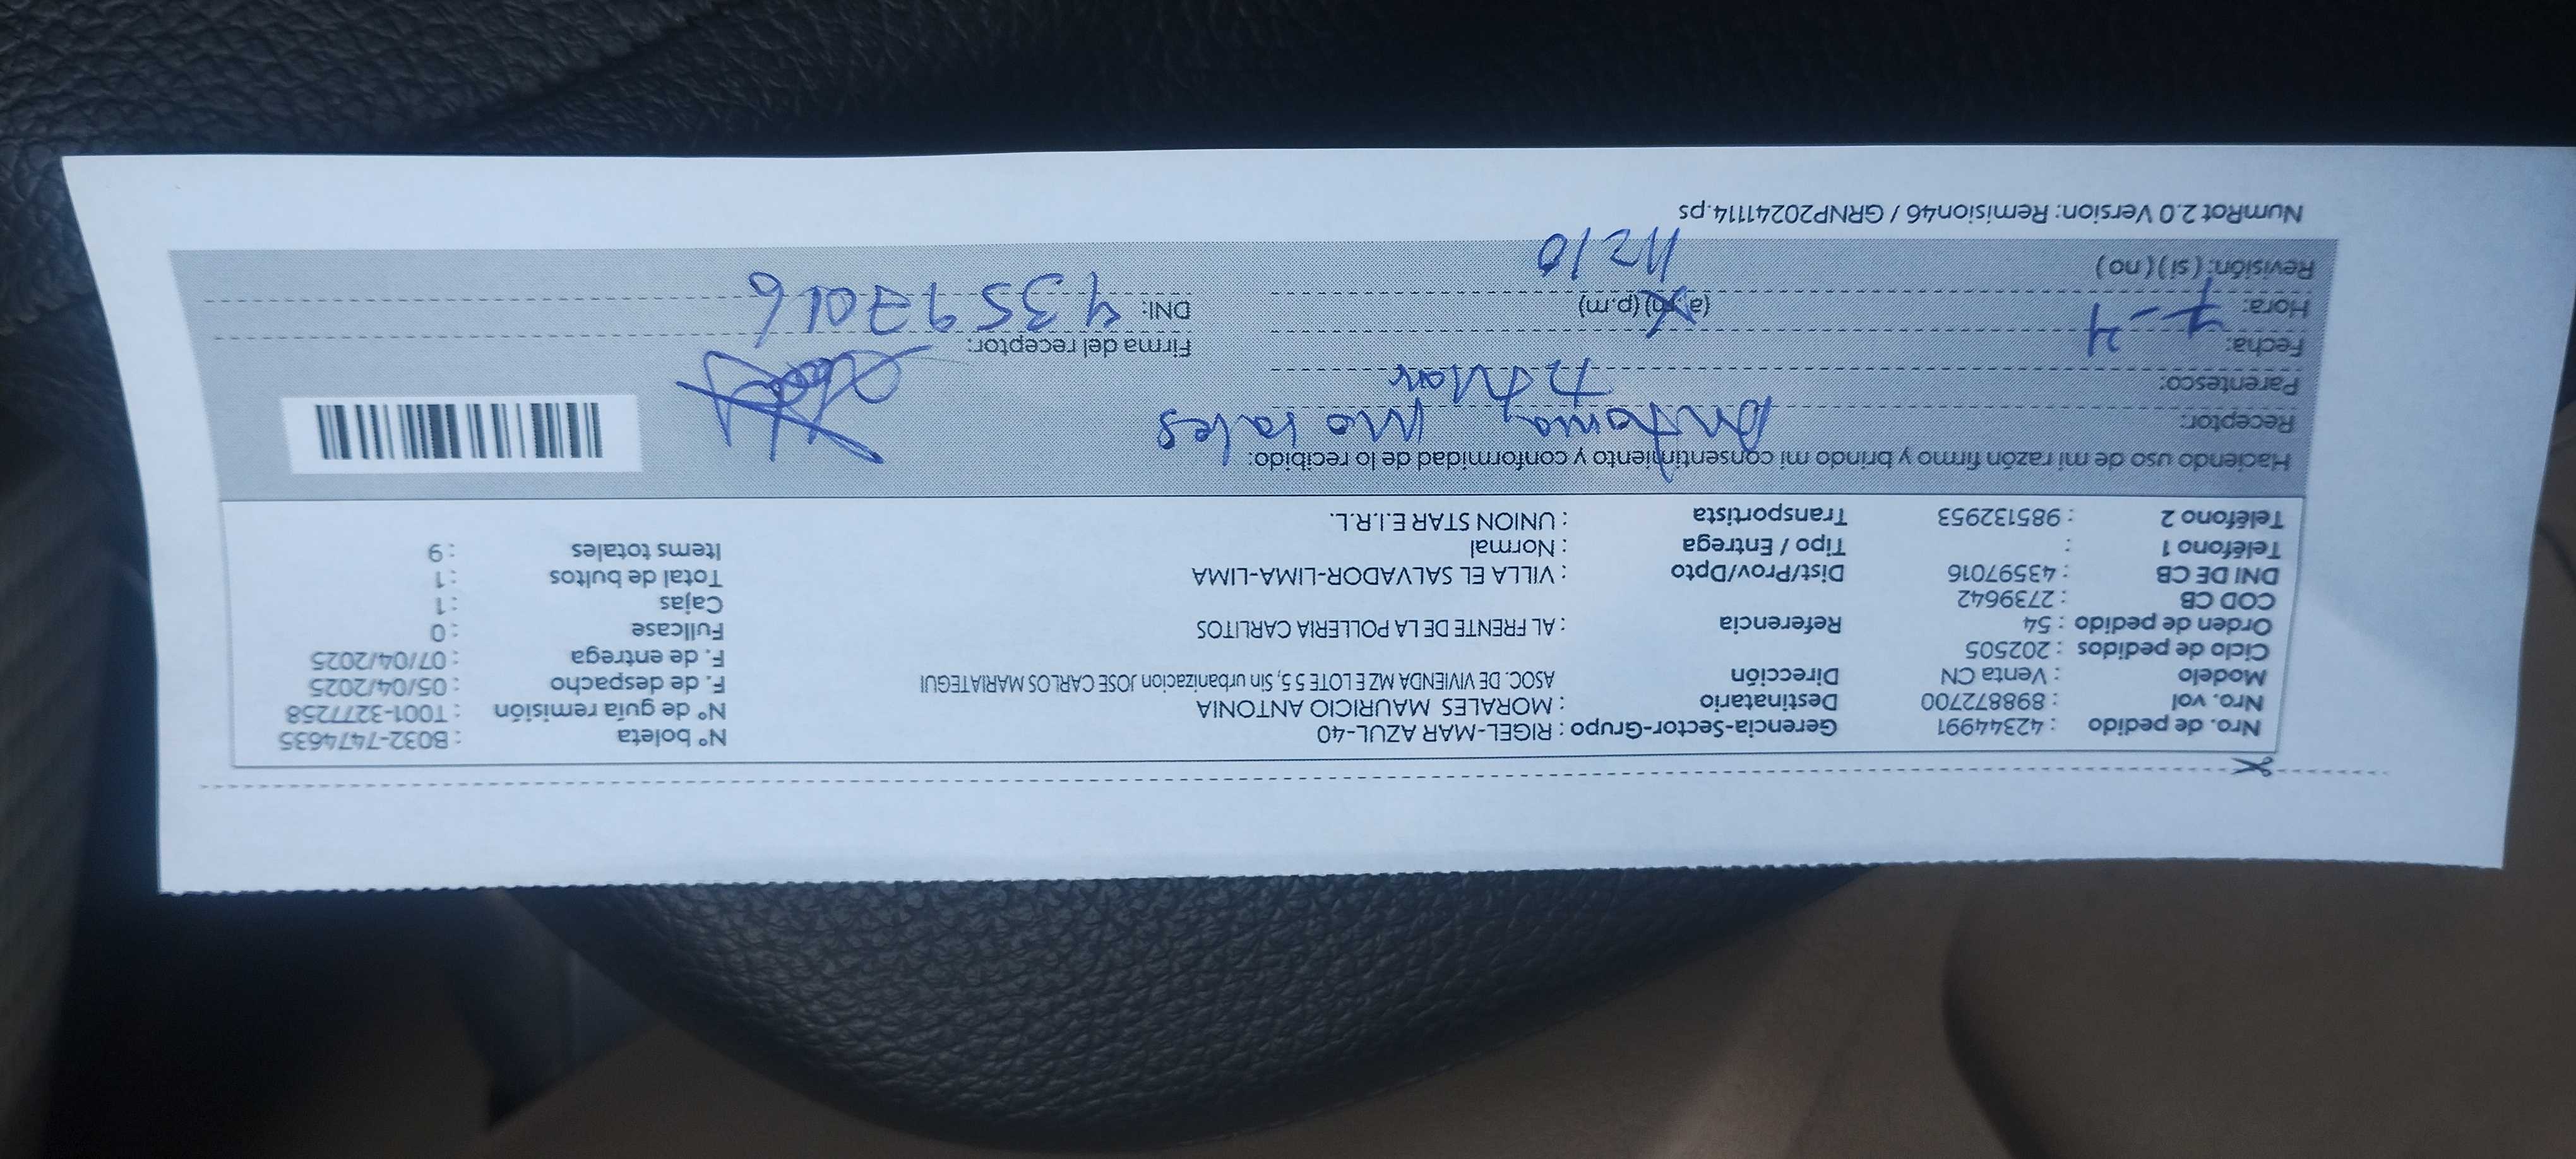 Nro. de pedido : 42344991 Gerencia-Sector-Grupo : RIGEL-MAR AZUL-40 N° boleta : B032-7474635
Nro. vol : 898872700 Destinatario : MORALES MAURICIO ANTONIA N° de guía remisión : T001-3277258
Modelo : Venta CN Dirección ASOC. DE VIVIENDA MZ E LOTE 5 5, Sin urbanizacion JOSE CARLOS MARIATEGUI F. de despacho : 05/04/2025
Ciclo de pedidos : 202505 F. de entrega : 07/04/2025
Orden de pedido : 54 Referencia : AL FRENTE DE LA POLLERIA CARLITOS Fullcase : 0
COD CB : 2739642 Cajas : 1
DNI DE CB : 43597016 Dist/Prov/Dpto : VILLA EL SALVADOR-LIMA-LIMA Total de bultos : 1
Teléfono 1 : Tipo / Entrega : Normal Items totales : 9
Teléfono 2 : 985132953 Transportista : UNION STAR E.I.R.L.
Haciendo uso de mi razón firmo y brindo mi consentimiento y conformidad de lo recibido:
Receptor: Antonia Morales
Parentesco:
Fecha: 7-4 Firma del receptor:
Hora: (a.m) (p.m) DNI: 43597016
Revisión: ( si ) ( no ) 11:10
NumRot 2.0 Version: Remision46 / GRNP20241114.ps